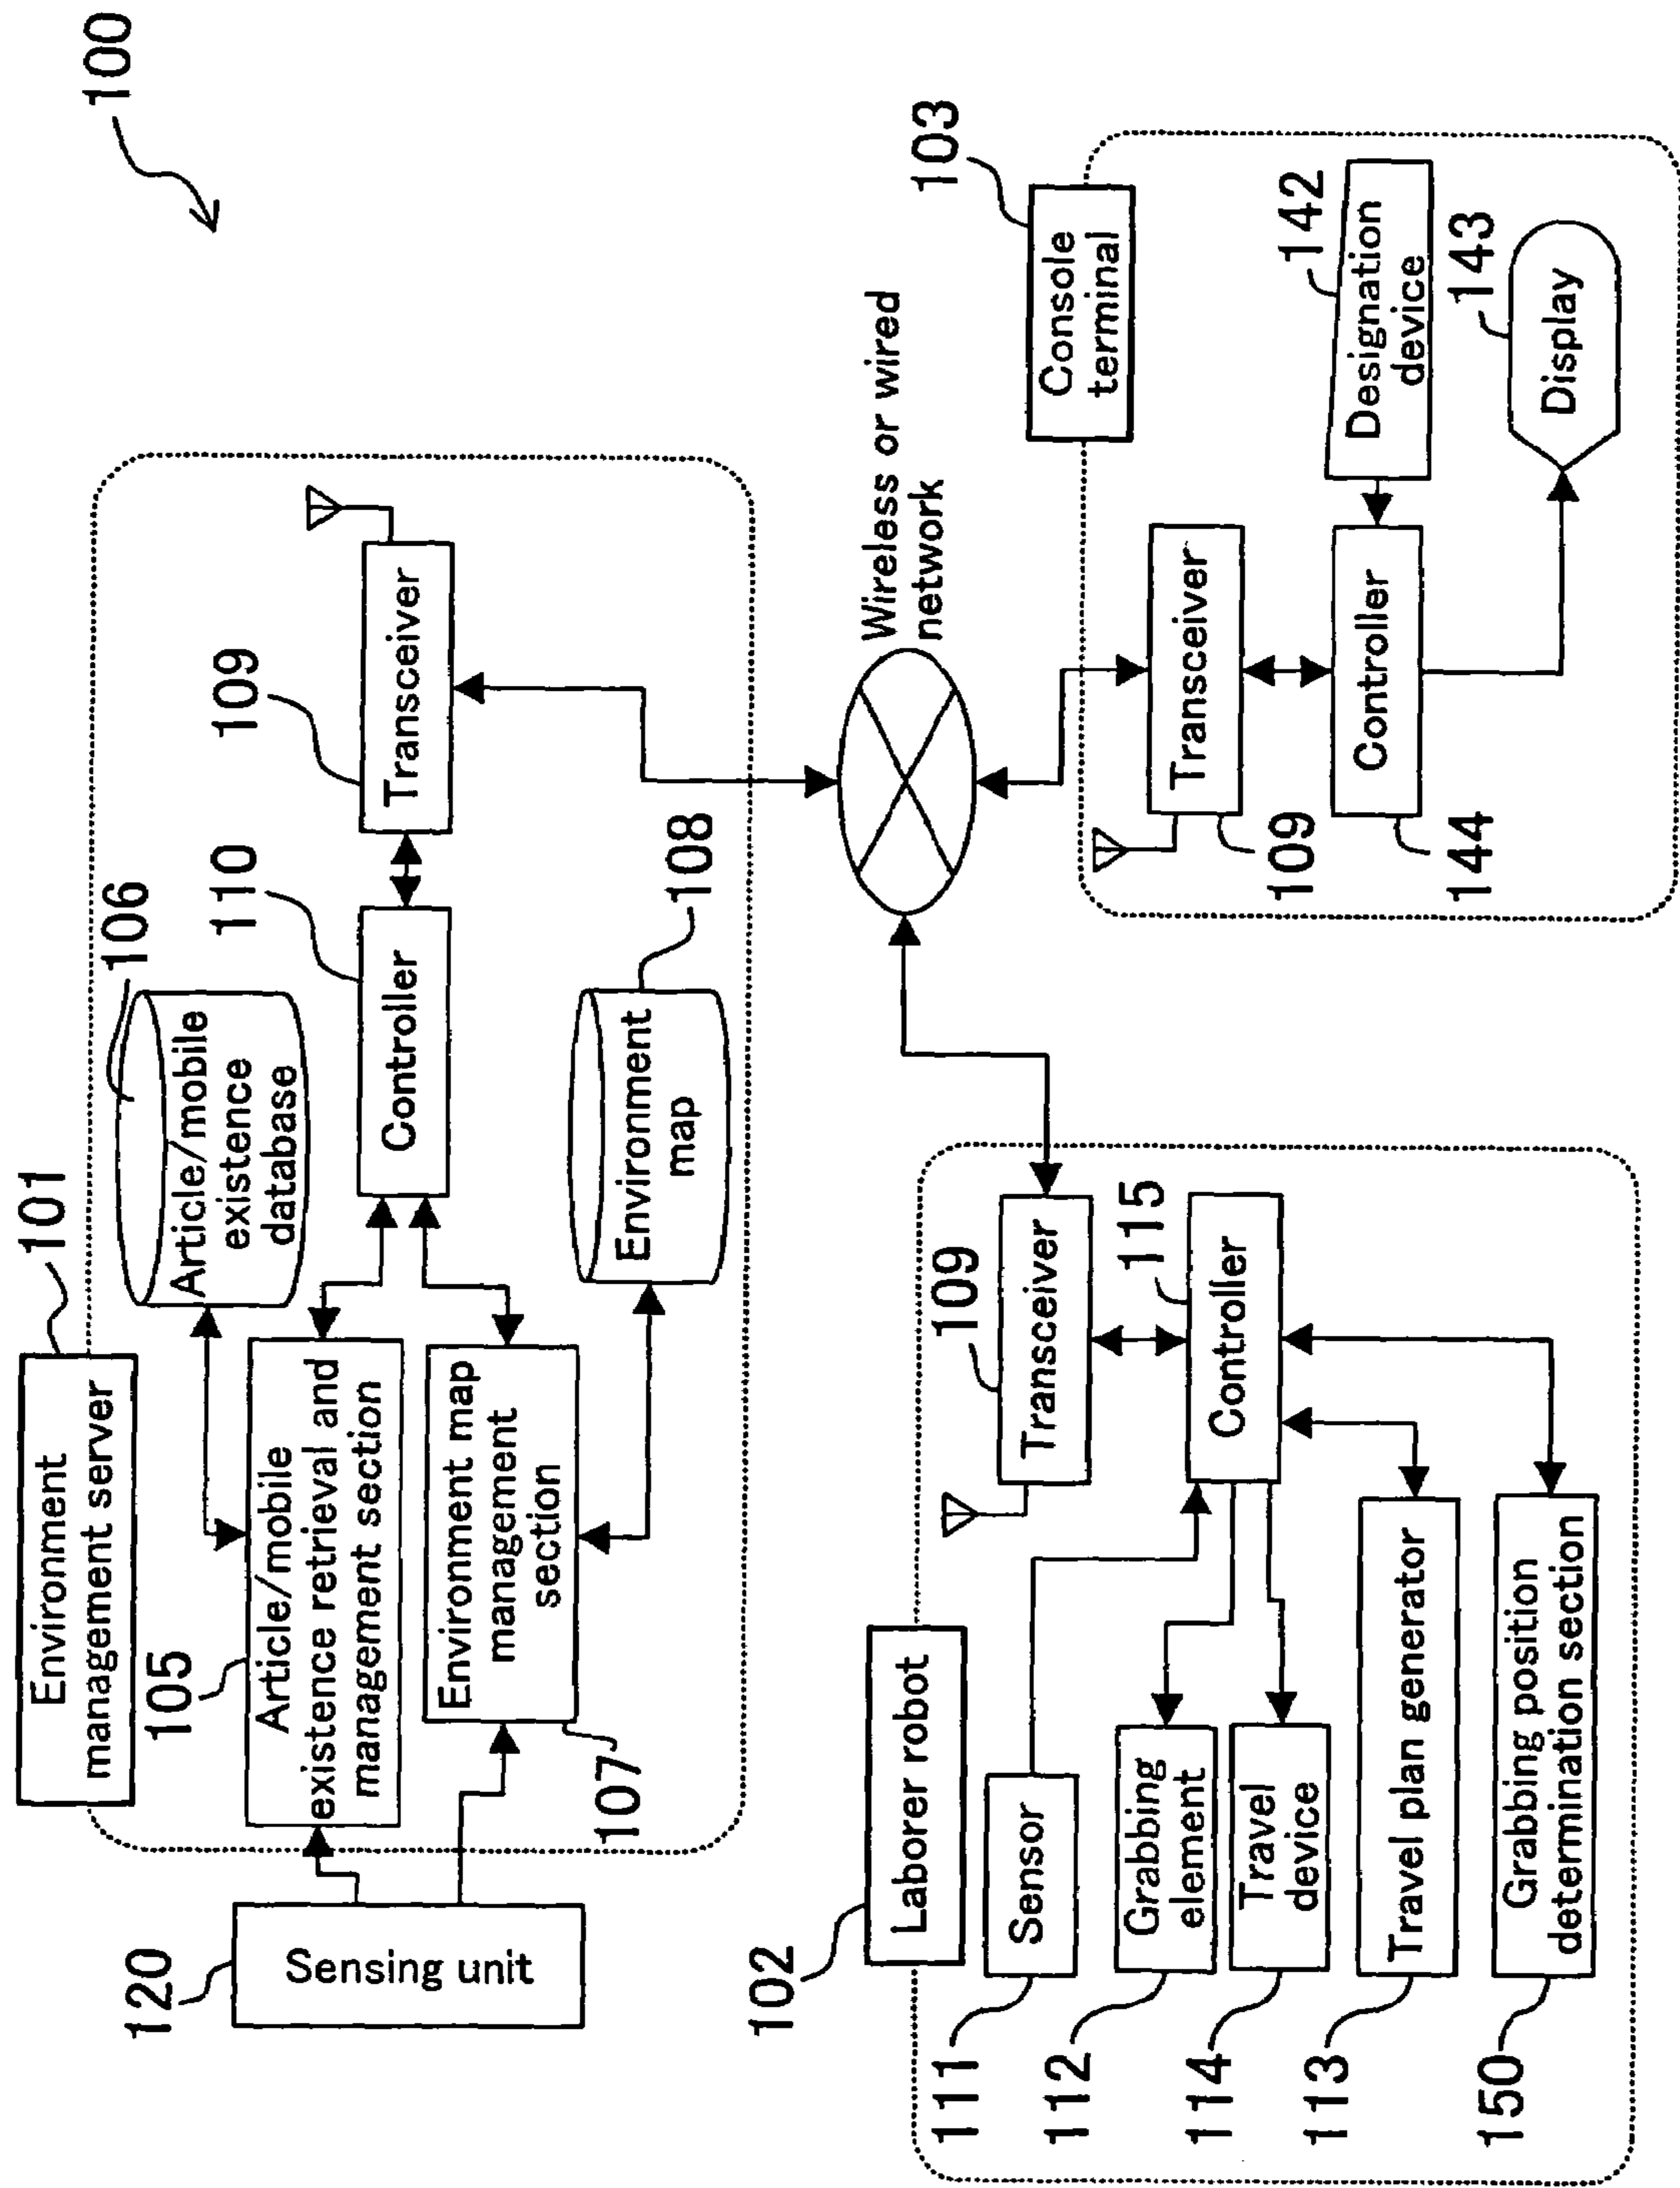 100
Environment
management server
101
106
Article/mobile
existence
database
110
109
105
Article/mobile
existence retrieval and
management section
Controller
Transceiver
120
Sensing unit
Environment map
management
section
107
Environment
map
108
Wireless or wired
network
102
Laborer robot
103
Console
terminal
111
Sensor
109
Transceiver
115
Controller
112
Grabbing
element
114
Travel
device
113
Travel plan generator
150
Grabbing position
determination section
Transceiver
109
142
Designation
device
Controller
144
143
Display